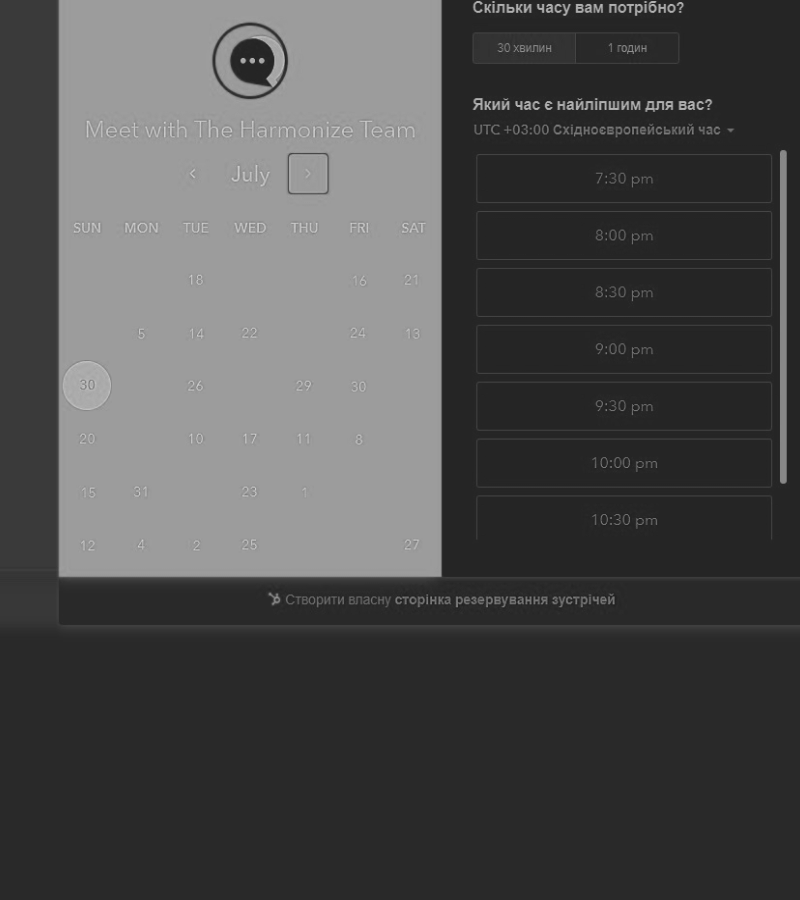 Meet with The Harmonize Team
July
SUN MON TUE WED THU FRI SAT
18 16 21
5 14 22 24 13
30 26 29 30
20 10 17 11 8
15 31 23 1
12 4 2 25 27
Скільки часу вам потрібно?
30 хвилин 1 годин
Який час є найліпшим для вас?
UTC +03:00 Східноєвропейський час
7:30 pm
8:00 pm
8:30 pm
9:00 pm
9:30 pm
10:00 pm
10:30 pm
Створити власну сторінка резервування зустрічей